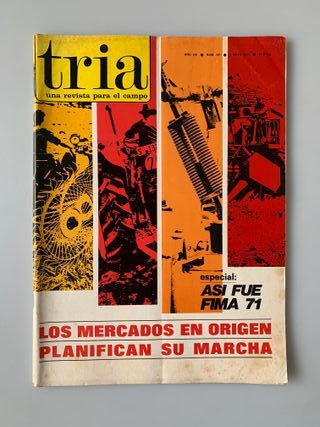 tria
una revista para el campo
especial:
ASI FUE
FIMA 71
LOS MERCADOS EN ORIGEN
PLANIFICAN SU MARCHA